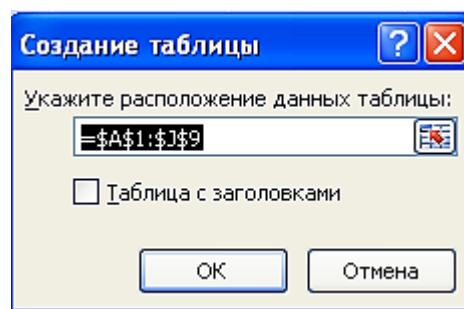 Создание таблицы
?
Укажите расположение данных таблицы:
=$A$1:$J$9
Таблица с заголовками
ОК Отмена